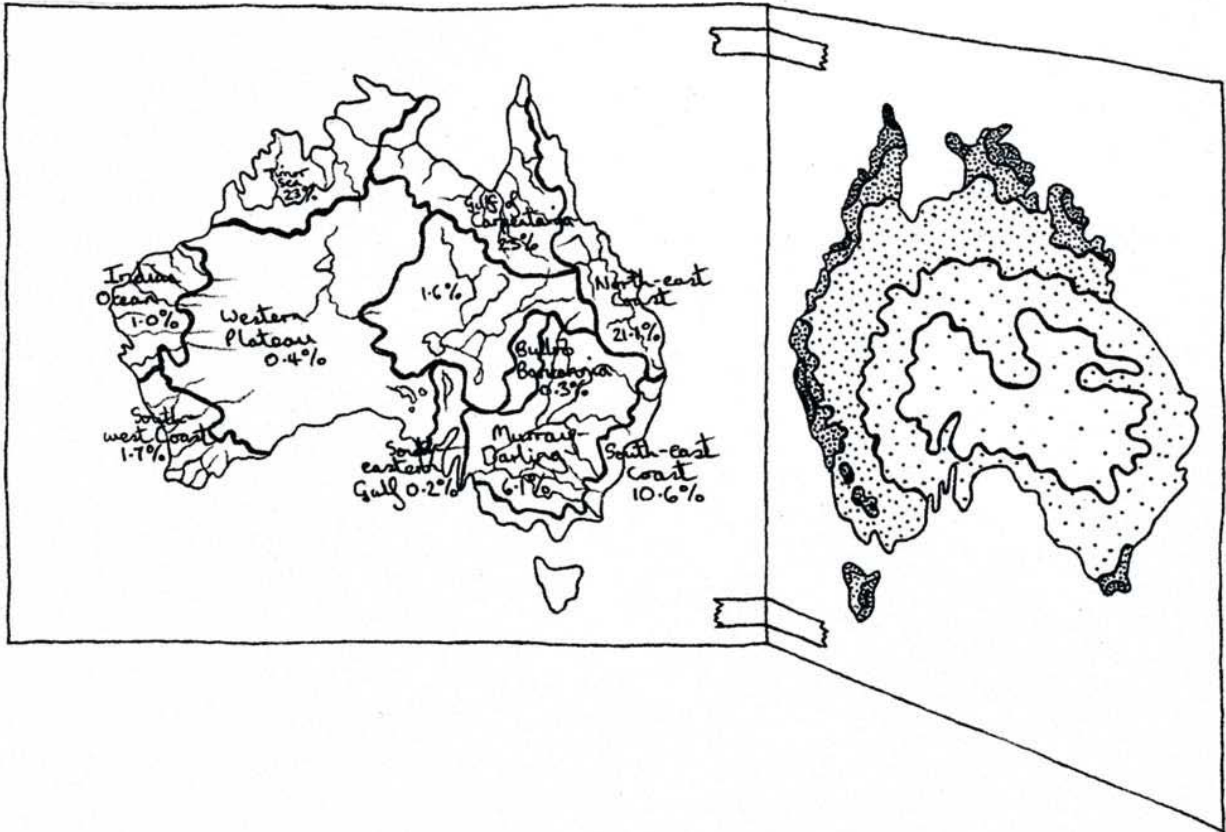 Timor
Sea
23%
Gulf of
Carpentaria
23%
North-east
Coast
21.1%
Indian
Ocean
1.0%
Western
Plateau
0.4%
1.6%
Bulloo
Bancannia
0.3%
South
west Coast
1.7%
South
eastern
Gulf 0.2%
Murray-
Darling
6.1%
South-east
Coast
10.6%